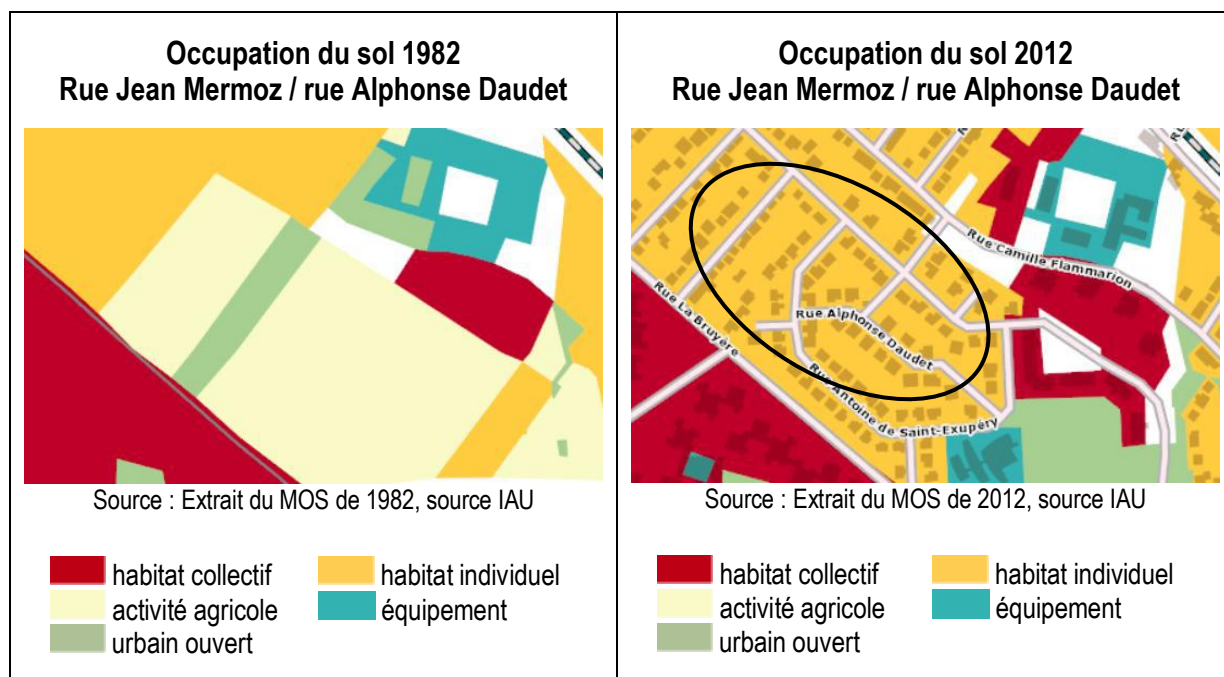 Occupation du sol 1982
Rue Jean Mermoz / rue Alphonse Daudet
Source : Extrait du MOS de 1982, source IAU
habitat collectif
habitat individuel
activité agricole
équipement
urbain ouvert
Occupation du sol 2012
Rue Jean Mermoz / rue Alphonse Daudet
Rue Camille Flammarion
Rue La Bruyère
Rue Alphonse Daudet
Rue Antoine de Saint-Exupéry
Source : Extrait du MOS de 2012, source IAU
habitat collectif
habitat individuel
activité agricole
équipement
urbain ouvert